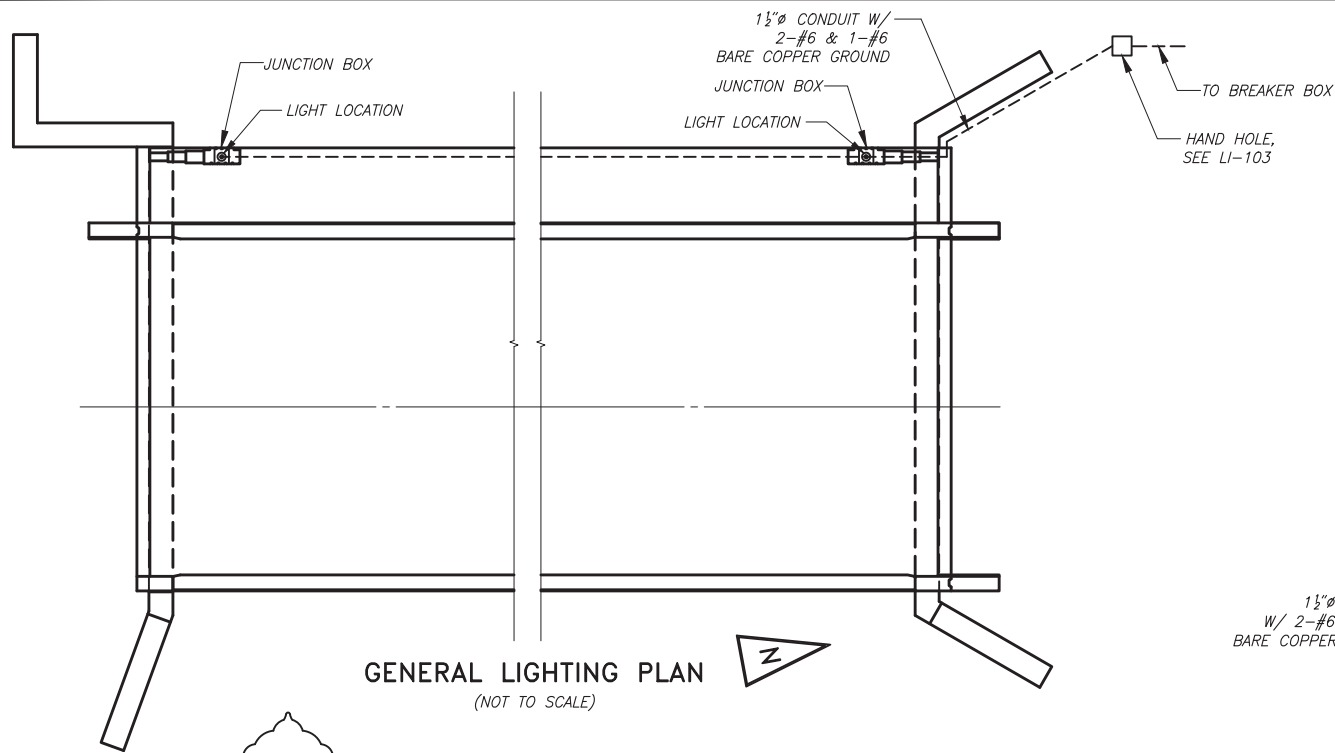 1½"ø CONDUIT W/
2-#6 & 1-#6
BARE COPPER GROUND
JUNCTION BOX
LIGHT LOCATION
JUNCTION BOX
LIGHT LOCATION
TO BREAKER BOX
HAND HOLE,
SEE LI-103
1½"ø
W/ 2-#6
BARE COPPER
GENERAL LIGHTING PLAN
(NOT TO SCALE)
N